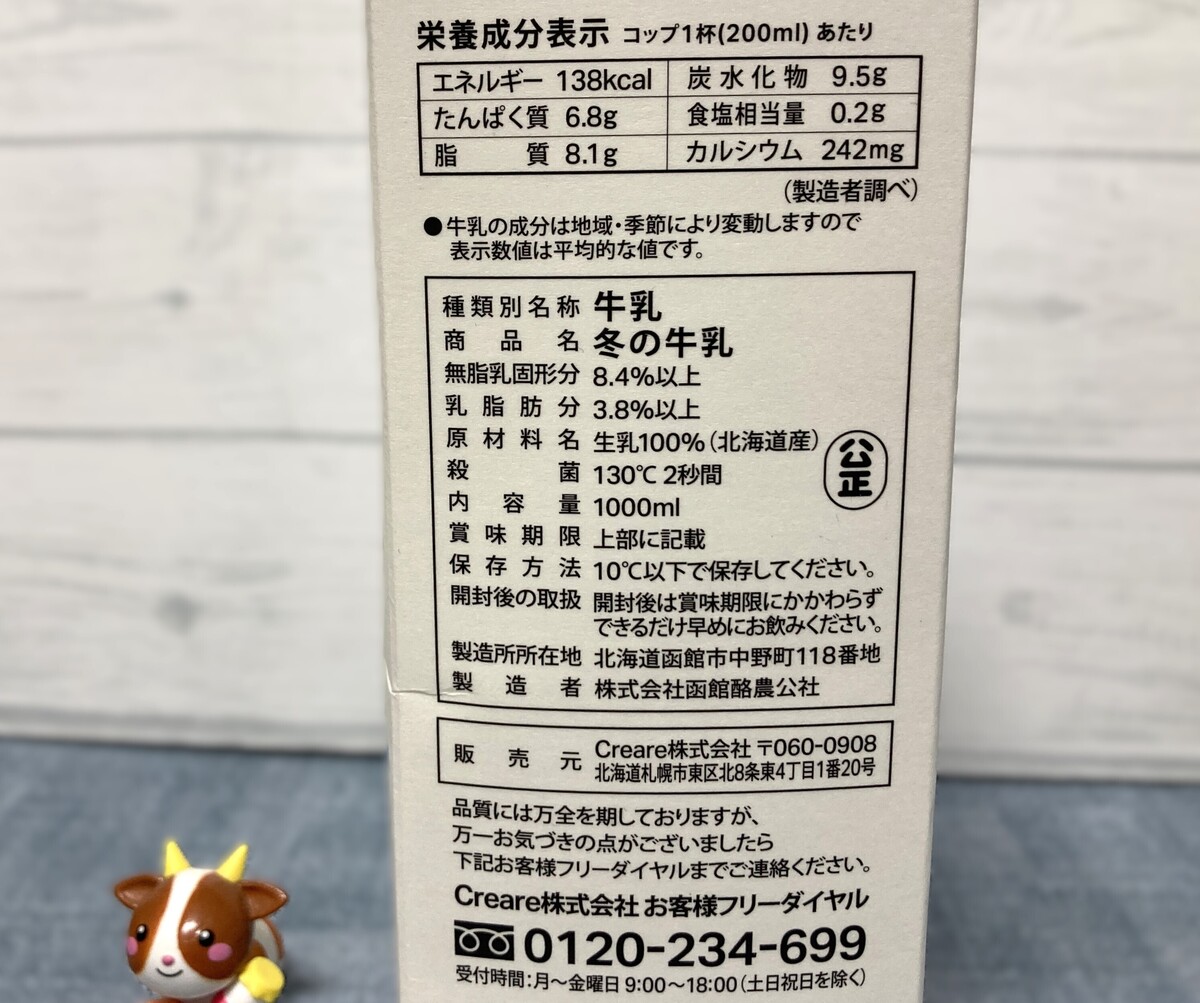 栄養成分表示 コップ1杯(200ml) あたり
エネルギー 138kcal 炭水化物 9.5g
たんぱく質 6.8g 食塩相当量 0.2g
脂質 8.1g カルシウム 242mg
(製造者調べ)
●牛乳の成分は地域・季節により変動しますので
表示数値は平均的な値です。
種類別名称 牛乳
商品名 冬の牛乳
無脂乳固形分 8.4%以上
乳脂肪分 3.8%以上
原材料名 生乳100%(北海道産)
公正
殺菌 130℃ 2秒間
内容量 1000ml
賞味期限 上部に記載
保存方法 10℃以下で保存してください。
開封後の取扱 開封後は賞味期限にかかわらず
できるだけ早めにお飲みください。
製造所所在地 北海道函館市中野町118番地
製造者 株式会社函館酪農公社
販売元 Creare株式会社 〒060-0908
北海道札幌市東区北8条東4丁目1番20号
品質には万全を期しておりますが、
万一お気づきの点がございましたら
下記お客様フリーダイヤルまでご連絡ください。
Creare株式会社 お客様フリーダイヤル
0120-234-699
受付時間:月～金曜日 9:00～18:00(土日祝日を除く)